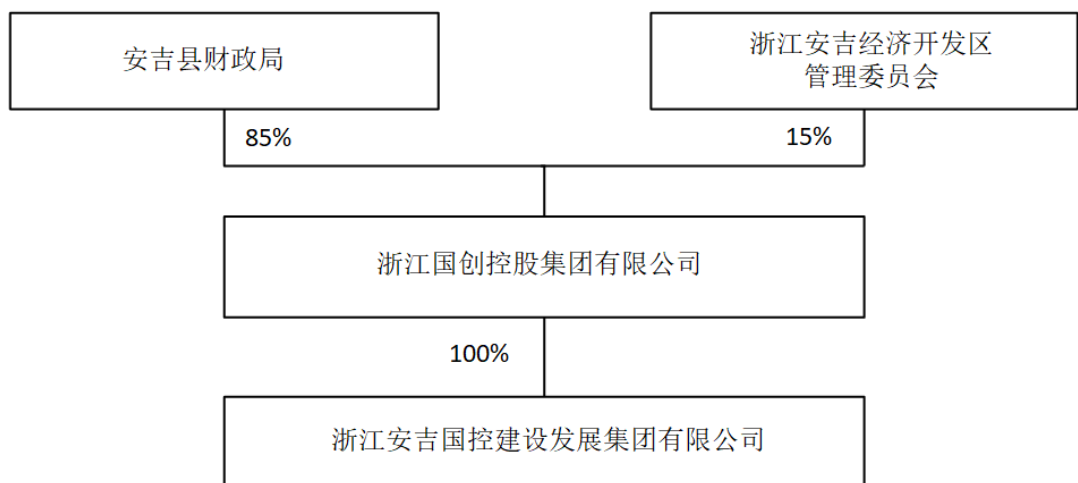 安吉县财政局
浙江安吉经济开发区
管理委员会
85%
15%
浙江国创控股集团有限公司
100%
浙江安吉国控建设发展集团有限公司